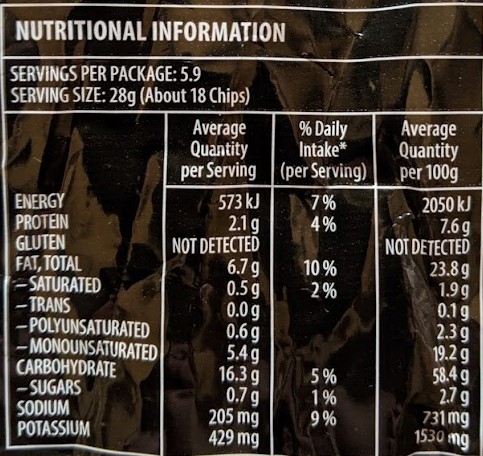 NUTRITIONAL INFORMATION
SERVINGS PER PACKAGE: 5.9
SERVING SIZE: 28g (About 18 Chips)
Average Quantity per Serving % Daily Intake* (per Serving) Average Quantity per 100g
ENERGY 573 kJ 7 % 2050 kJ
PROTEIN 2.1 g 4 % 7.6 g
GLUTEN NOT DETECTED NOT DETECTED
FAT, TOTAL 6.7 g 10 % 23.8 g
– SATURATED 0.5 g 2 % 1.9 g
– TRANS 0.0 g 0.1 g
– POLYUNSATURATED 0.6 g 2.3 g
– MONOUNSATURATED 5.4 g 19.2 g
CARBOHYDRATE 16.3 g 5 % 58.4 g
– SUGARS 0.7 g 1 % 2.7 g
SODIUM 205 mg 9 % 731 mg
POTASSIUM 429 mg 1530 mg